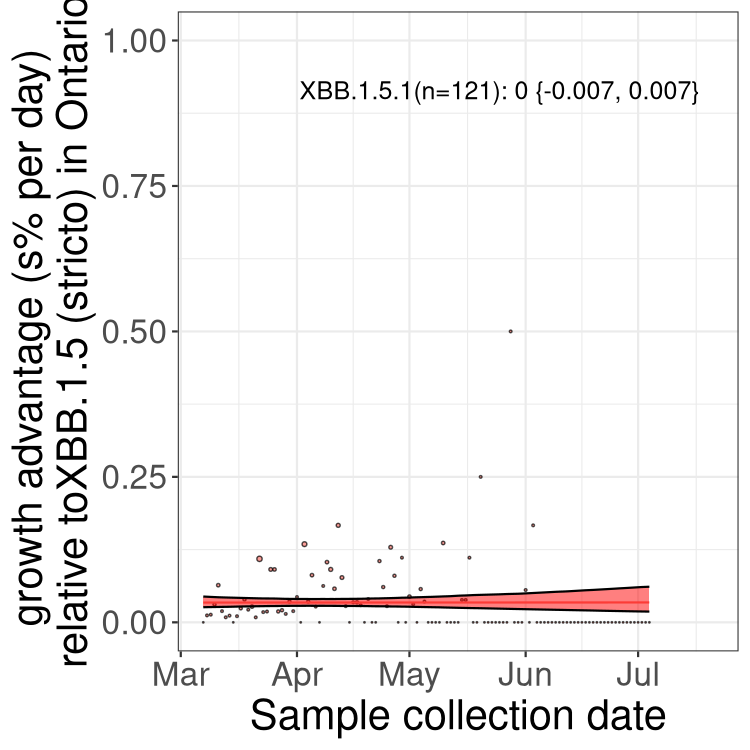 growth advantage (s% per day)
relative toXBB.1.5 (stricto) in Ontario
1.00
XBB.1.5.1(n=121): 0 {-0.007, 0.007}
0.75
0.50
0.25
0.00
Mar Apr May Jun Jul
Sample collection date